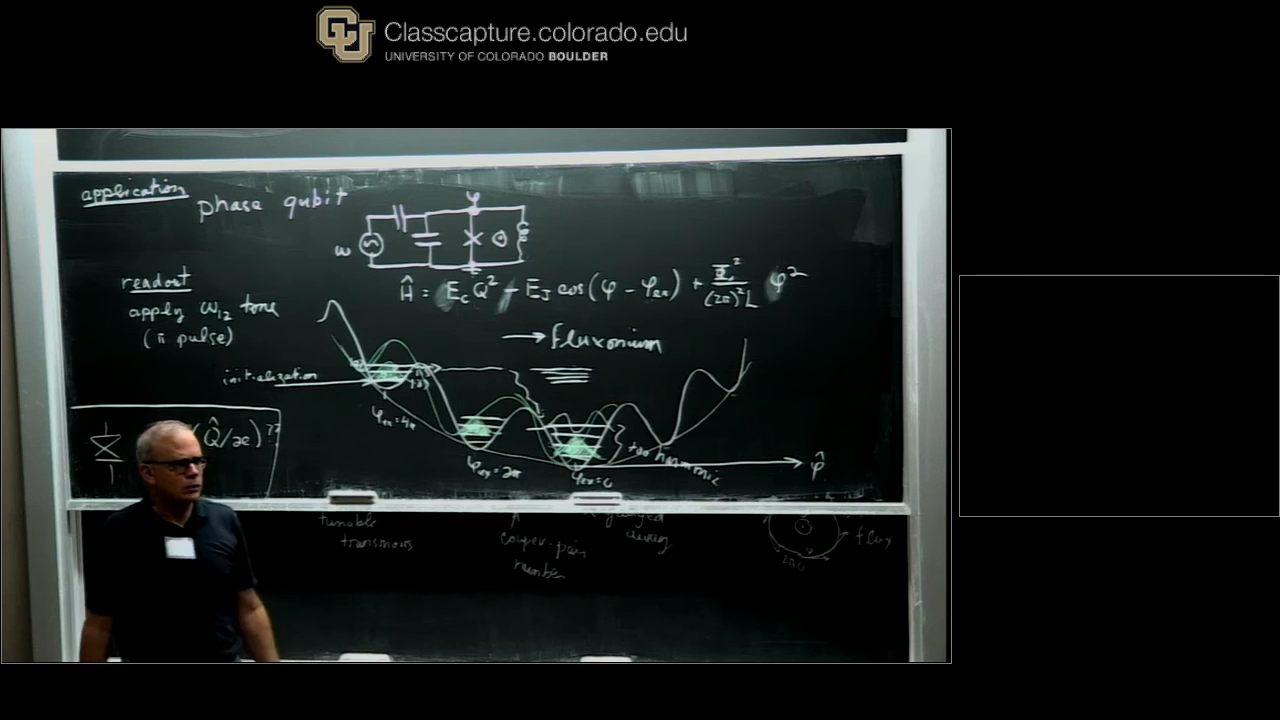 Classcapture.colorado.edu
UNIVERSITY OF COLORADO BOULDER
application
phase qubit
φ
ω
Ĥ = E_C Q² - E_J cos(φ - φ_ex) + Φ₀²/(2π)²L φ²
readout
apply ω₁₂ tone
(π pulse)
→ Fluxonium
initialization
φ_ex = 4π
φ_ex = 2π
φ_ex = 0
too harmonic
φ̂
(Q̂/2e)??
tunable
transmons
cooper-pair
number
flux